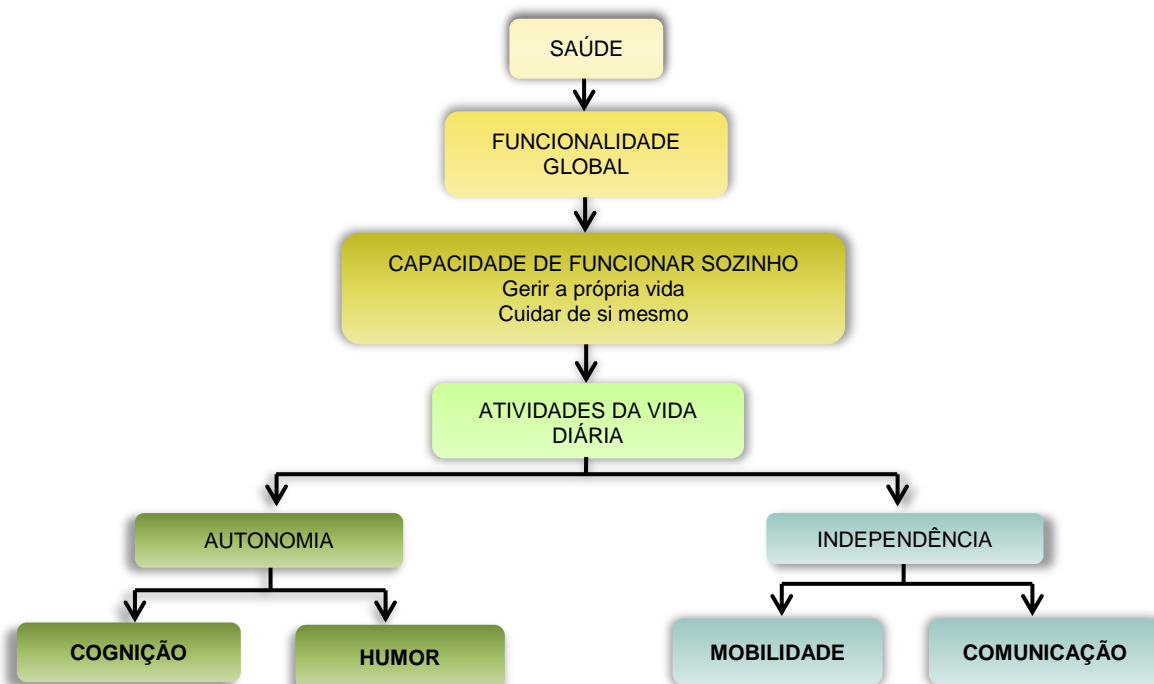 SAÚDE
FUNCIONALIDADE
GLOBAL
CAPACIDADE DE FUNCIONAR SOZINHO
Gerir a própria vida
Cuidar de si mesmo
ATIVIDADES DA VIDA
DIÁRIA
AUTONOMIA
INDEPENDÊNCIA
COGNIÇÃO
HUMOR
MOBILIDADE
COMUNICAÇÃO